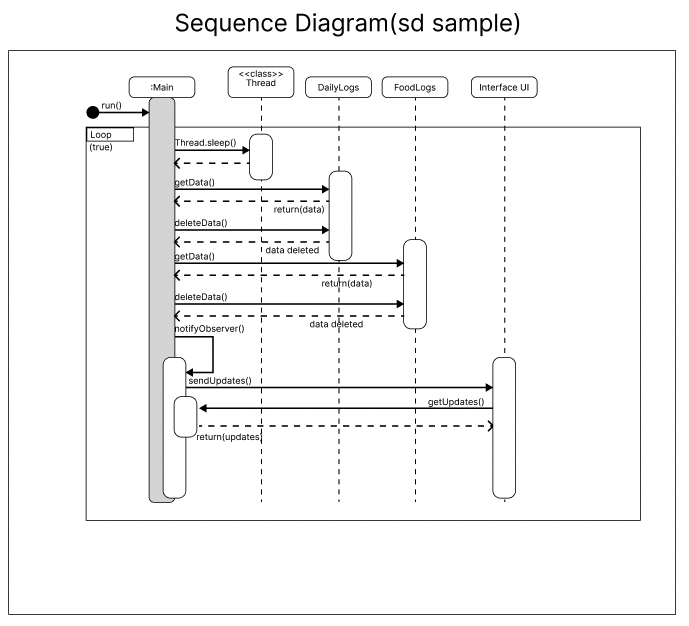 Sequence Diagram(sd sample)
<<class>>
Thread
:Main
DailyLogs
FoodLogs
Interface UI
run()
Loop
(true)
Thread.sleep()
getData()
return(data)
deleteData()
data deleted
getData()
return(data)
deleteData()
data deleted
notifyObserver()
sendUpdates()
getUpdates()
return(updates)